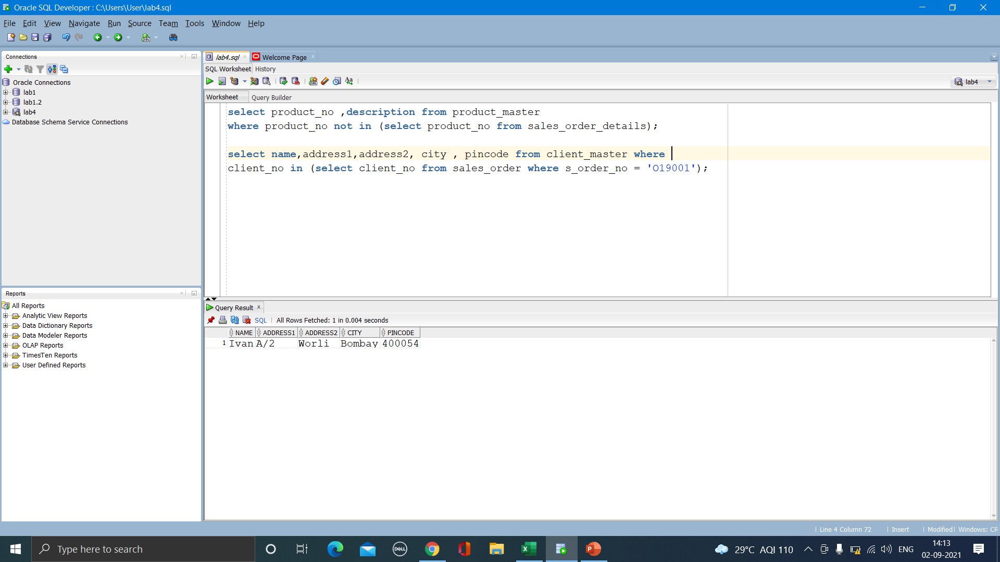 Oracle SQL Developer : C:\Users\User\lab4.sql
File Edit View Navigate Run Source Team Tools Window Help
Connections
Oracle Connections
lab1
lab1.2
lab4
Database Schema Service Connections
Reports
All Reports
Analytic View Reports
Data Dictionary Reports
Data Modeler Reports
OLAP Reports
TimesTen Reports
User Defined Reports
lab4.sql Welcome Page
SQL Worksheet History
lab4
Worksheet Query Builder
select product_no ,description from product_master
where product_no not in (select product_no from sales_order_details);
select name,address1,address2, city , pincode from client_master where
client_no in (select client_no from sales_order where s_order_no = 'O19001');
Query Result
SQL All Rows Fetched: 1 in 0.004 seconds
NAME ADDRESS1 ADDRESS2 CITY PINCODE
1 Ivan A/2 Worli Bombay 400054
Line 4 Column 72 Insert Modified Windows: CR
Type here to search
DELL
29°C AQI 110
ENG
14:13
02-09-2021